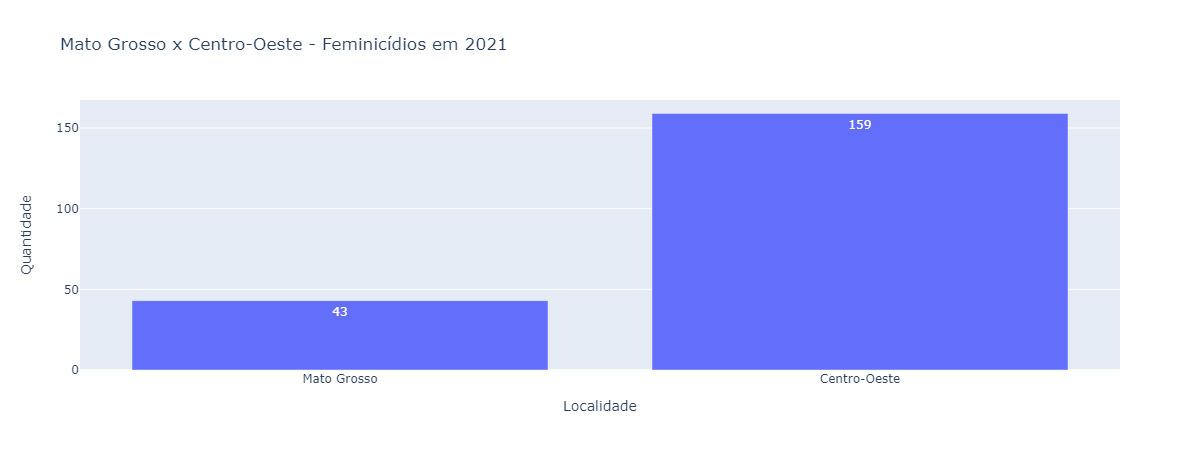 Mato Grosso x Centro-Oeste - Feminicídios em 2021
Quantidade
150
100
50
0
43
159
Mato Grosso
Centro-Oeste
Localidade